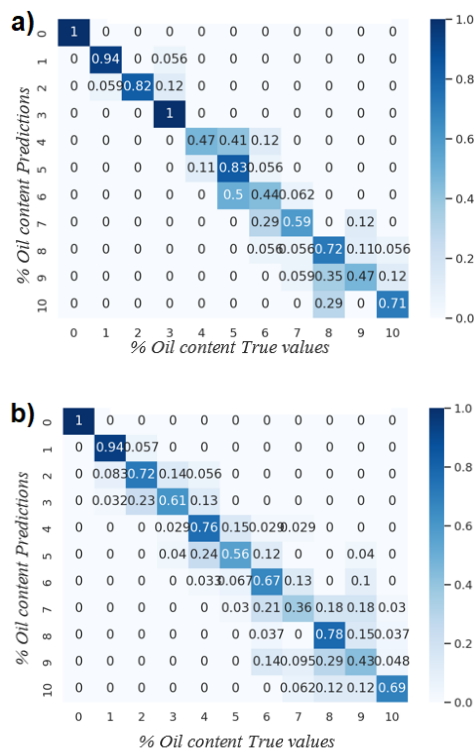 a)
% Oil content Predictions
0 1 0 0 0 0 0 0 0 0 0 0
1 0 0.94 0 0.056 0 0 0 0 0 0 0
2 0 0.059 0.82 0.12 0 0 0 0 0 0 0
3 0 0 0 1 0 0 0 0 0 0 0
4 0 0 0 0 0.47 0.41 0.12 0 0 0 0
5 0 0 0 0 0.11 0.83 0.056 0 0 0 0
6 0 0 0 0 0 0.5 0.44 0.062 0 0 0
7 0 0 0 0 0 0 0.29 0.59 0 0.12 0
8 0 0 0 0 0 0 0.056 0.056 0.72 0.11 0.056
9 0 0 0 0 0 0 0 0.059 0.35 0.47 0.12
10 0 0 0 0 0 0 0 0 0.29 0 0.71
0 1 2 3 4 5 6 7 8 9 10
% Oil content True values
1.0
0.8
0.6
0.4
0.2
0.0
b)
% Oil content Predictions
0 1 0 0 0 0 0 0 0 0 0 0
1 0 0.94 0.057 0 0 0 0 0 0 0 0
2 0 0.083 0.72 0.14 0.056 0 0 0 0 0 0
3 0 0.032 0.23 0.61 0.13 0 0 0 0 0 0
4 0 0 0 0.029 0.76 0.15 0.029 0.029 0 0 0
5 0 0 0 0.04 0.24 0.56 0.12 0 0 0.04 0
6 0 0 0 0 0.033 0.067 0.67 0.13 0 0.1 0
7 0 0 0 0 0 0.03 0.21 0.36 0.18 0.18 0.03
8 0 0 0 0 0 0 0.037 0 0.78 0.15 0.037
9 0 0 0 0 0 0 0.14 0.095 0.29 0.43 0.048
10 0 0 0 0 0 0 0 0.062 0.12 0.12 0.69
0 1 2 3 4 5 6 7 8 9 10
% Oil content True values
1.0
0.8
0.6
0.4
0.2
0.0